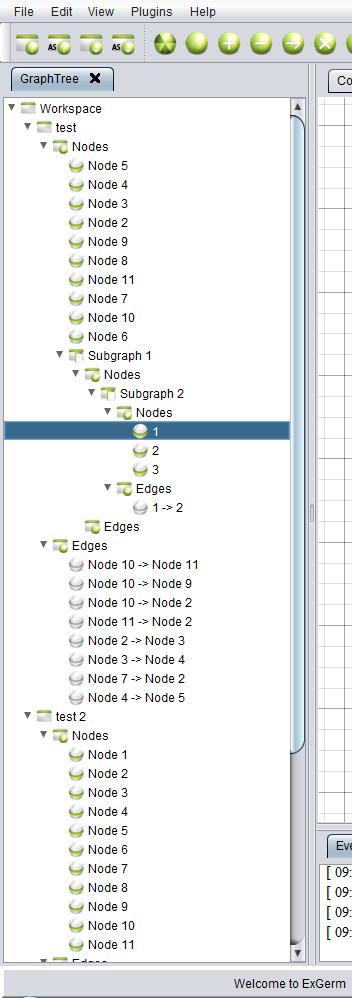 File Edit View Plugins Help
AS AS
GraphTree
Co
Workspace
test
Nodes
Node 5
Node 4
Node 3
Node 2
Node 9
Node 8
Node 11
Node 7
Node 10
Node 6
Subgraph 1
Nodes
Subgraph 2
Nodes
1
2
3
Edges
1 -> 2
Edges
Edges
Node 10 -> Node 11
Node 10 -> Node 9
Node 10 -> Node 2
Node 11 -> Node 2
Node 2 -> Node 3
Node 3 -> Node 4
Node 7 -> Node 2
Node 4 -> Node 5
test 2
Nodes
Node 1
Node 2
Node 3
Node 4
Node 5
Node 6
Node 7
Node 8
Node 9
Node 10
Node 11
Edges
Eve
[ 09:
[ 09:
[ 09:
[ 09:
Welcome to ExGerm